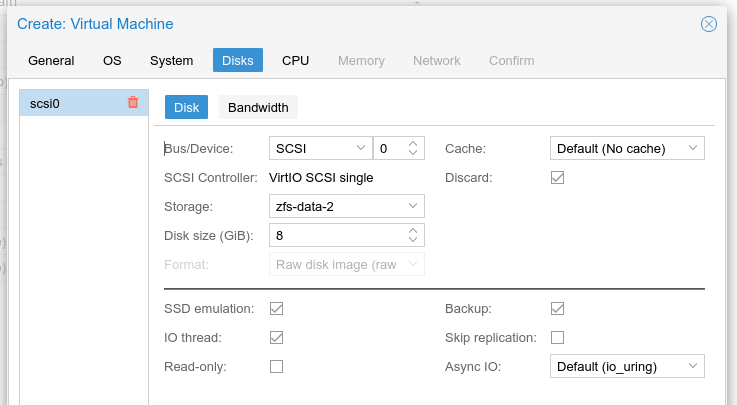 Create: Virtual Machine
General OS System Disks CPU Memory Network Confirm
scsi0
Disk Bandwidth
Bus/Device: SCSI 0 Cache: Default (No cache)
SCSI Controller: VirtIO SCSI single Discard:
Storage: zfs-data-2
Disk size (GiB): 8
Format: Raw disk image (raw
SSD emulation: Backup:
IO thread: Skip replication:
Read-only: Async IO: Default (io_uring)